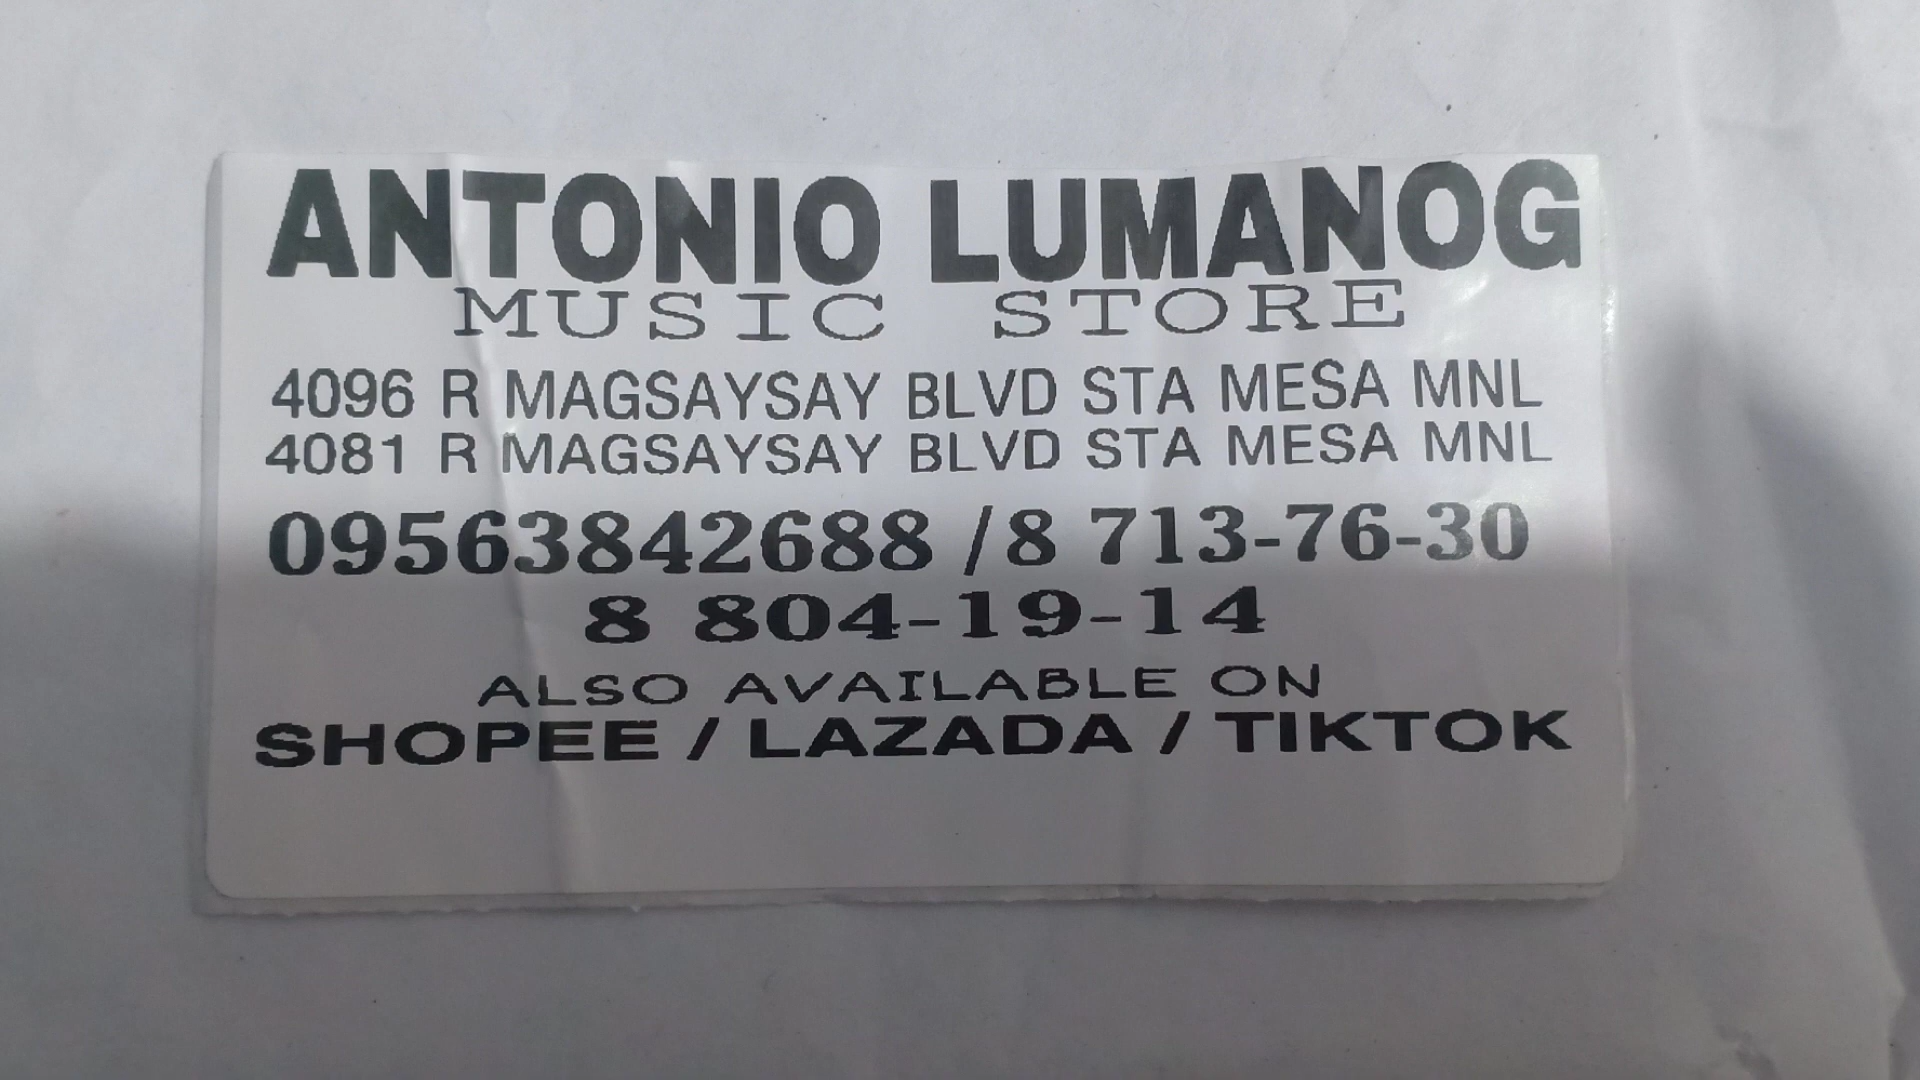 ANTONIO LUMANOG
MUSIC STORE
4096 R MAGSAYSAY BLVD STA MESA MNL
4081 R MAGSAYSAY BLVD STA MESA MNL
09563842688 /8 713-76-30
8 804-19-14
ALSO AVAILABLE ON
SHOPEE / LAZADA / TIKTOK